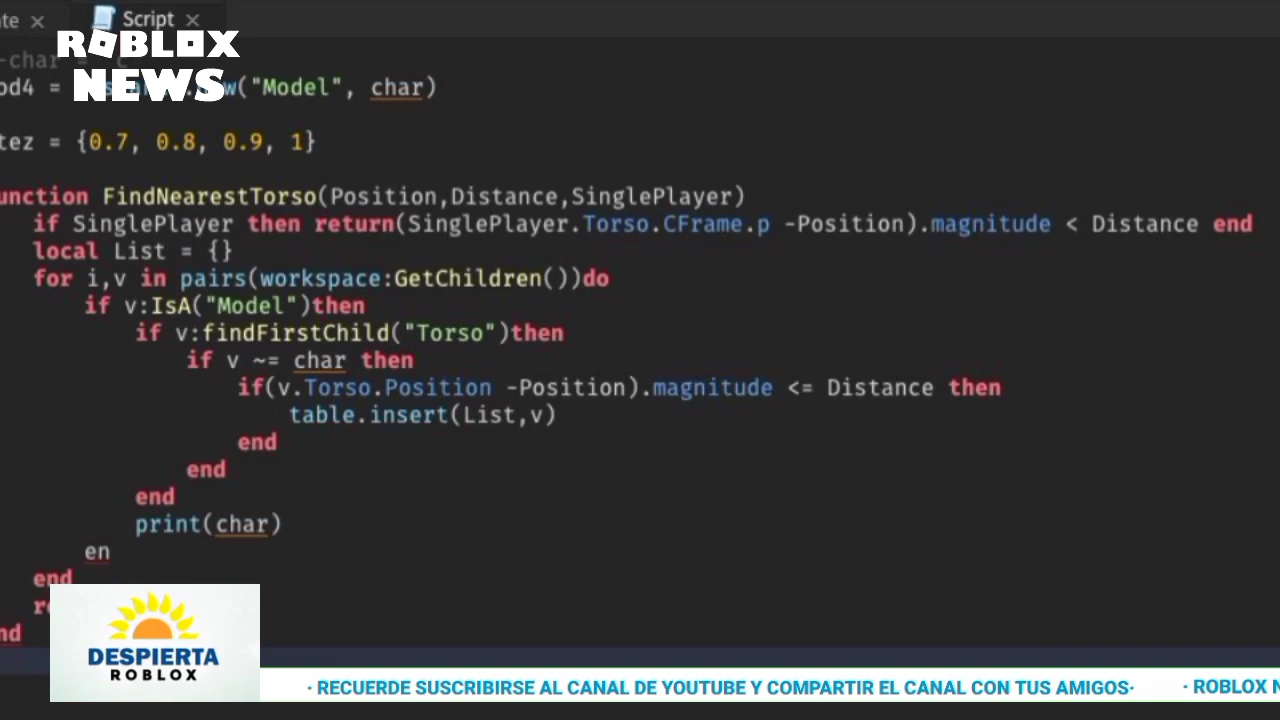 te × Script ×
ROBLOX
-char = c
NEWS
od4 = w("Model", char)
tez = {0.7, 0.8, 0.9, 1}
unction FindNearestTorso(Position,Distance,SinglePlayer)
if SinglePlayer then return(SinglePlayer.Torso.CFrame.p -Position).magnitude < Distance end
local List = {}
for i,v in pairs(workspace:GetChildren())do
if v:IsA("Model")then
if v:findFirstChild("Torso")then
if v ~= char then
if(v.Torso.Position -Position).magnitude <= Distance then
table.insert(List,v)
end
end
end
print(char)
en
end
r
nd
DESPIERTA
ROBLOX
· RECUERDE SUSCRIBIRSE AL CANAL DE YOUTUBE Y COMPARTIR EL CANAL CON TUS AMIGOS· · ROBLOX N